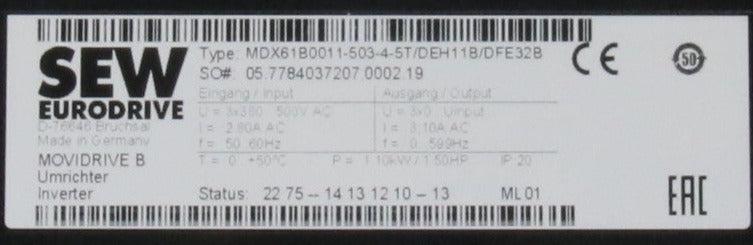 SEW
EURODRIVE
D-76646 Bruchsal
Made in Germany
MOVIDRIVE B
Umrichter
Inverter
Type: MDX61B0011-503-4-5T/DEH11B/DFE32B
SO# 05.7784037207.0002.19
Eingang / Input
U = 3x380...500V AC
I = 2.80A AC
f = 50...60Hz
T = 0...+50°C
Ausgang / Output
U = 3x0...Uinput
I = 3.10A AC
f = 0...599Hz
P = 1.10kW / 1.50HP
IP 20
Status: 22 75 -- 14 13 12 10 - 13
ML 01
CE
50
EAC